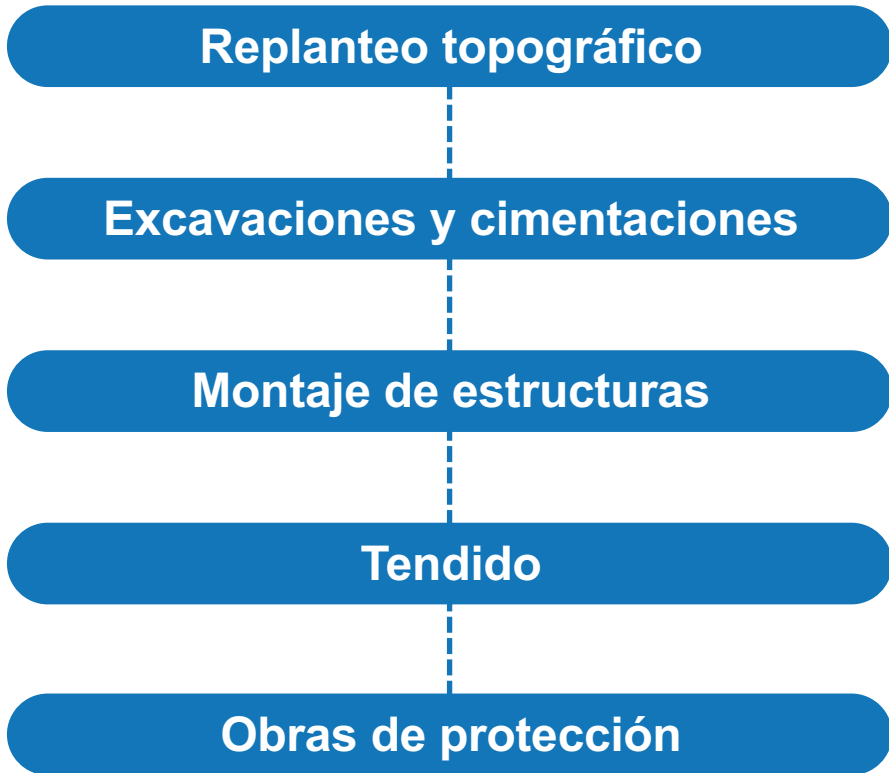 Replanteo topográfico
Excavaciones y cimentaciones
Montaje de estructuras
Tendido
Obras de protección